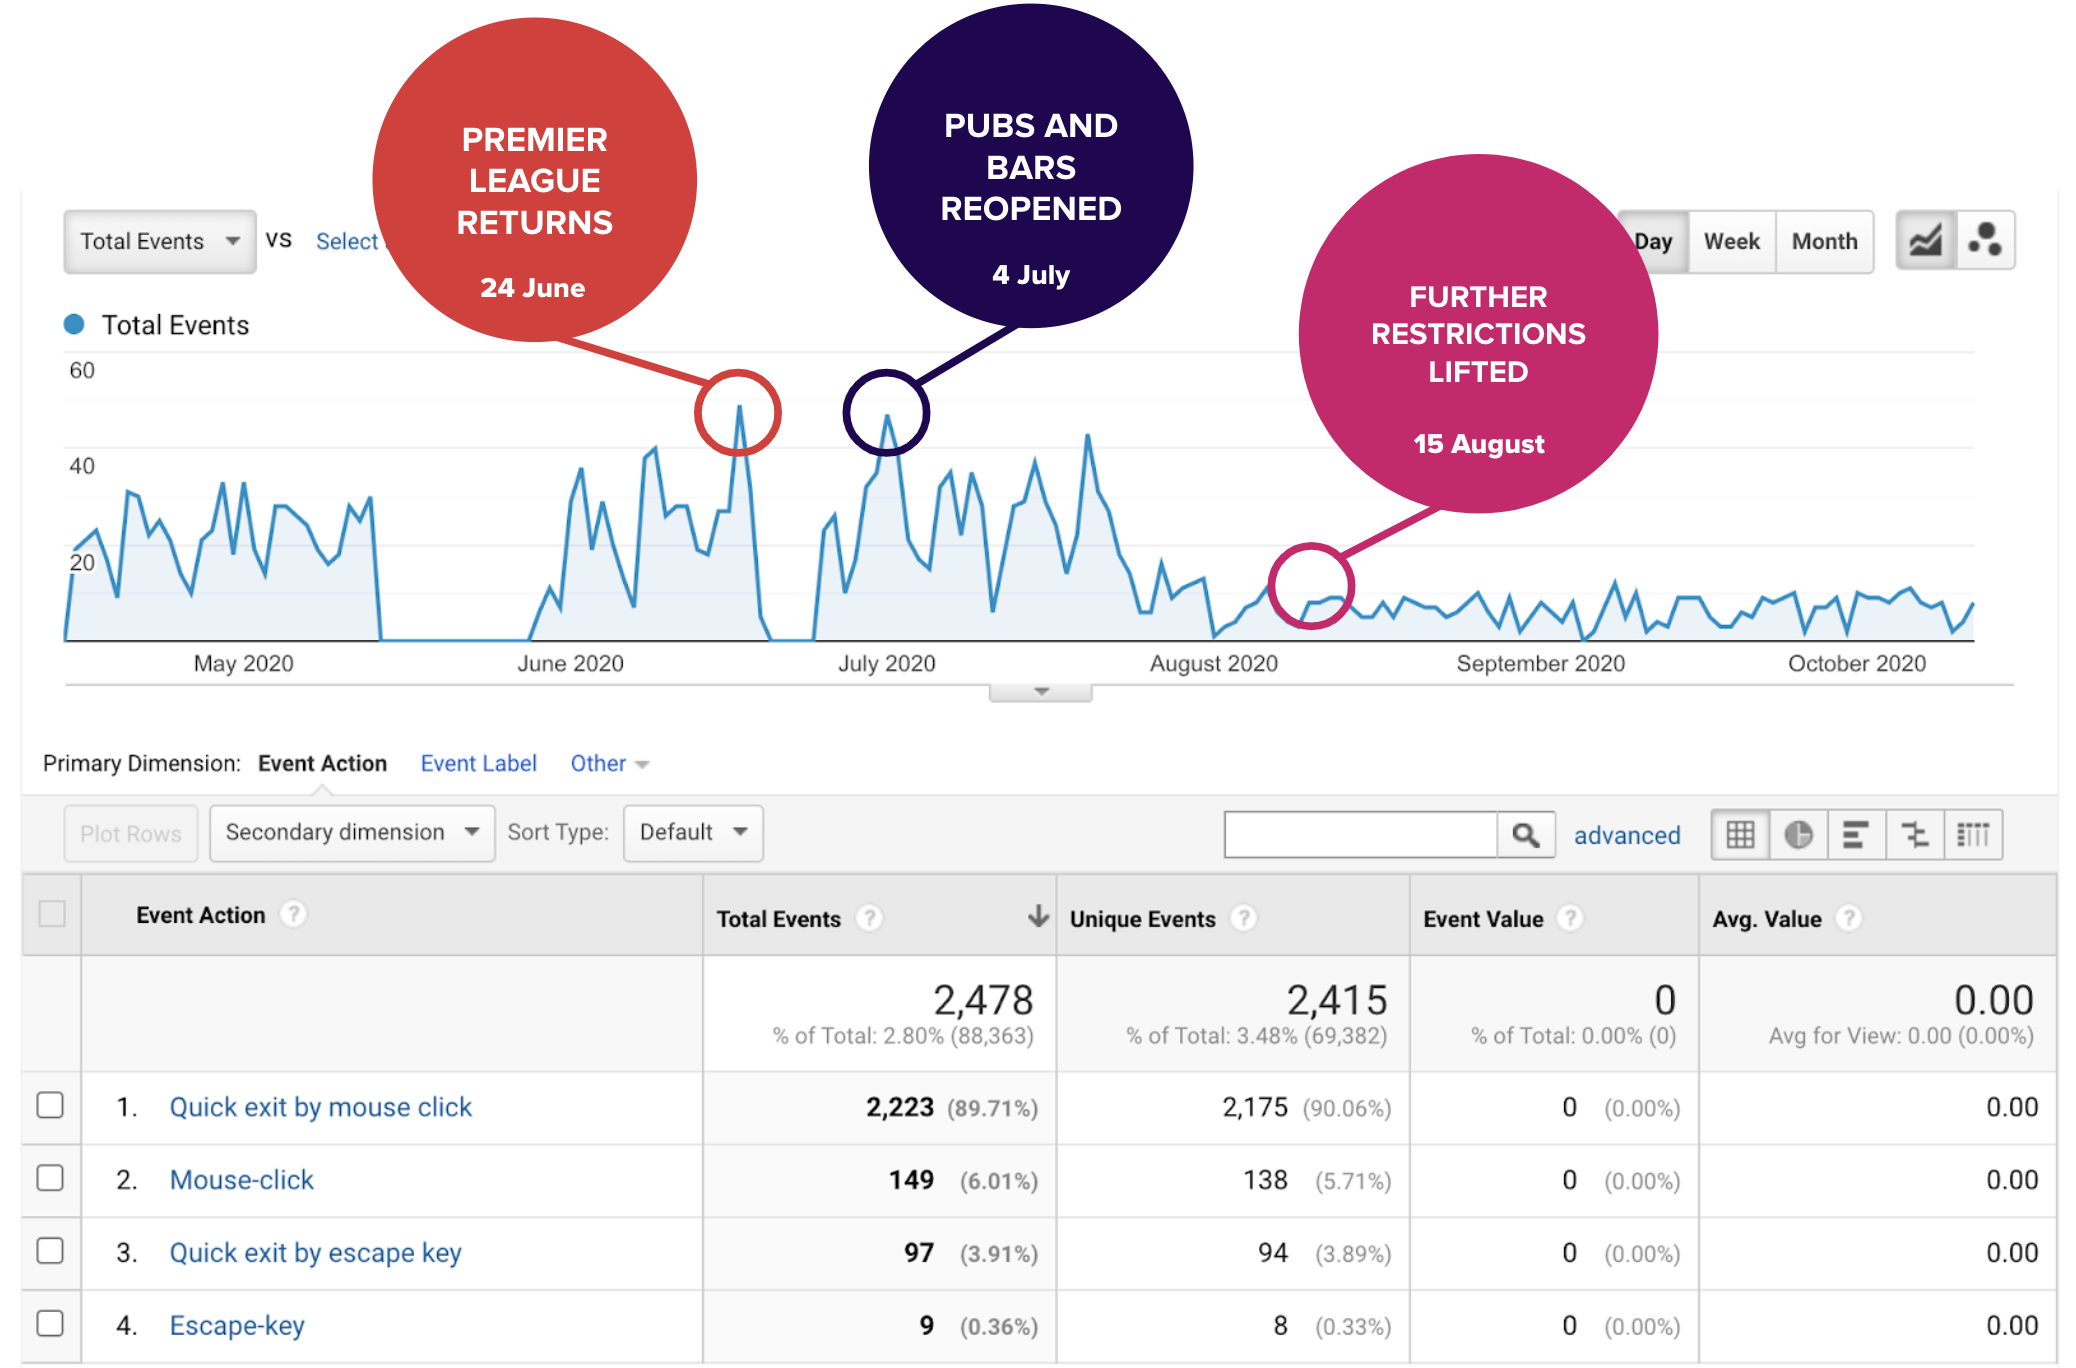 PREMIER
LEAGUE
RETURNS
24 June
PUBS AND
BARS
REOPENED
4 July
FURTHER
RESTRICTIONS
LIFTED
15 August
Total Events
VS
Select
Day
Week
Month
Total Events
60
40
20
May 2020
June 2020
July 2020
August 2020
September 2020
October 2020
Primary Dimension: Event Action Event Label Other
Plot Rows
Secondary dimension
Sort Type:
Default
advanced
Event Action ?
Total Events ?
Unique Events ?
Event Value ?
Avg. Value ?
2,478
% of Total: 2.80% (88,363)
2,415
% of Total: 3.48% (69,382)
0
% of Total: 0.00% (0)
0.00
Avg for View: 0.00 (0.00%)
1. Quick exit by mouse click 2,223 (89.71%) 2,175 (90.06%) 0 (0.00%) 0.00
2. Mouse-click 149 (6.01%) 138 (5.71%) 0 (0.00%) 0.00
3. Quick exit by escape key 97 (3.91%) 94 (3.89%) 0 (0.00%) 0.00
4. Escape-key 9 (0.36%) 8 (0.33%) 0 (0.00%) 0.00